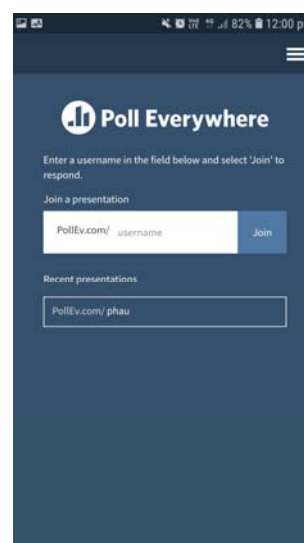 82% 12:00 p
Poll Everywhere
Enter a username in the field below and select 'Join' to
respond.
Join a presentation
PollEv.com/ username Join
Recent presentations
PollEv.com/ phau